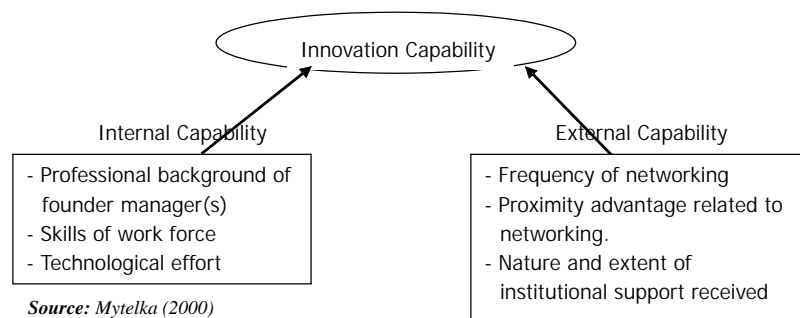 Innovation Capability
Internal Capability
- Professional background of
founder manager(s)
- Skills of work force
- Technological effort
External Capability
- Frequency of networking
- Proximity advantage related to
networking.
- Nature and extent of
institutional support received
Source: Mytelka (2000)